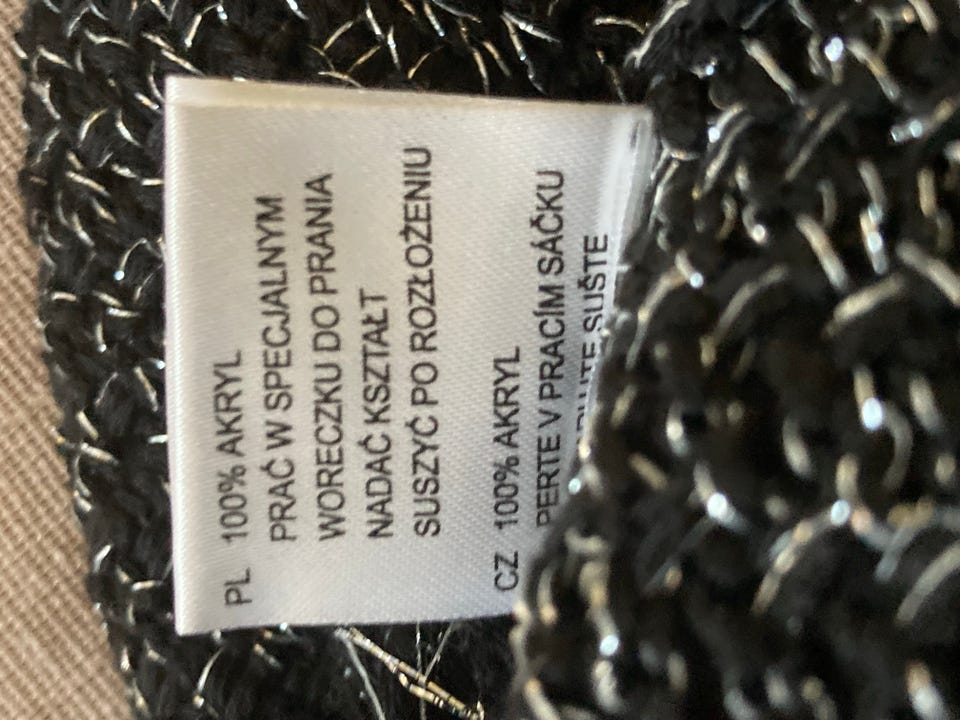 PL 100% AKRYL
PRAĆ W SPECJALNYM
WORECZKU DO PRANIA
NADAĆ KSZTAŁT
SUSZYĆ PO ROZŁOŻENIU
CZ 100% AKRYL
PERTE V PRACÍM SÁČKU
SUŠTE